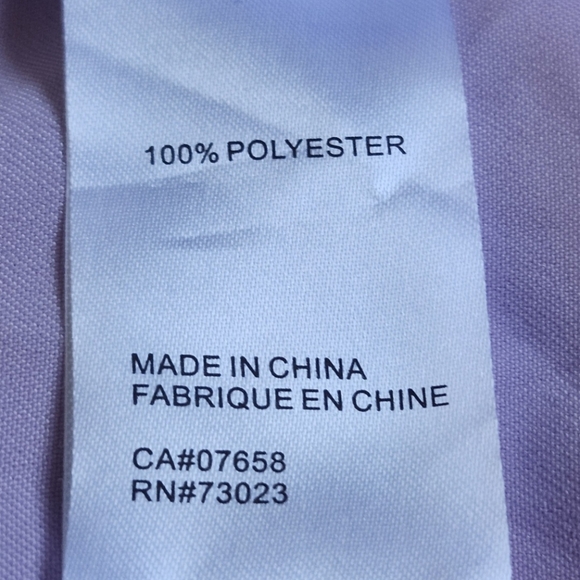 100% POLYESTER
MADE IN CHINA
FABRIQUE EN CHINE
CA#07658
RN#73023